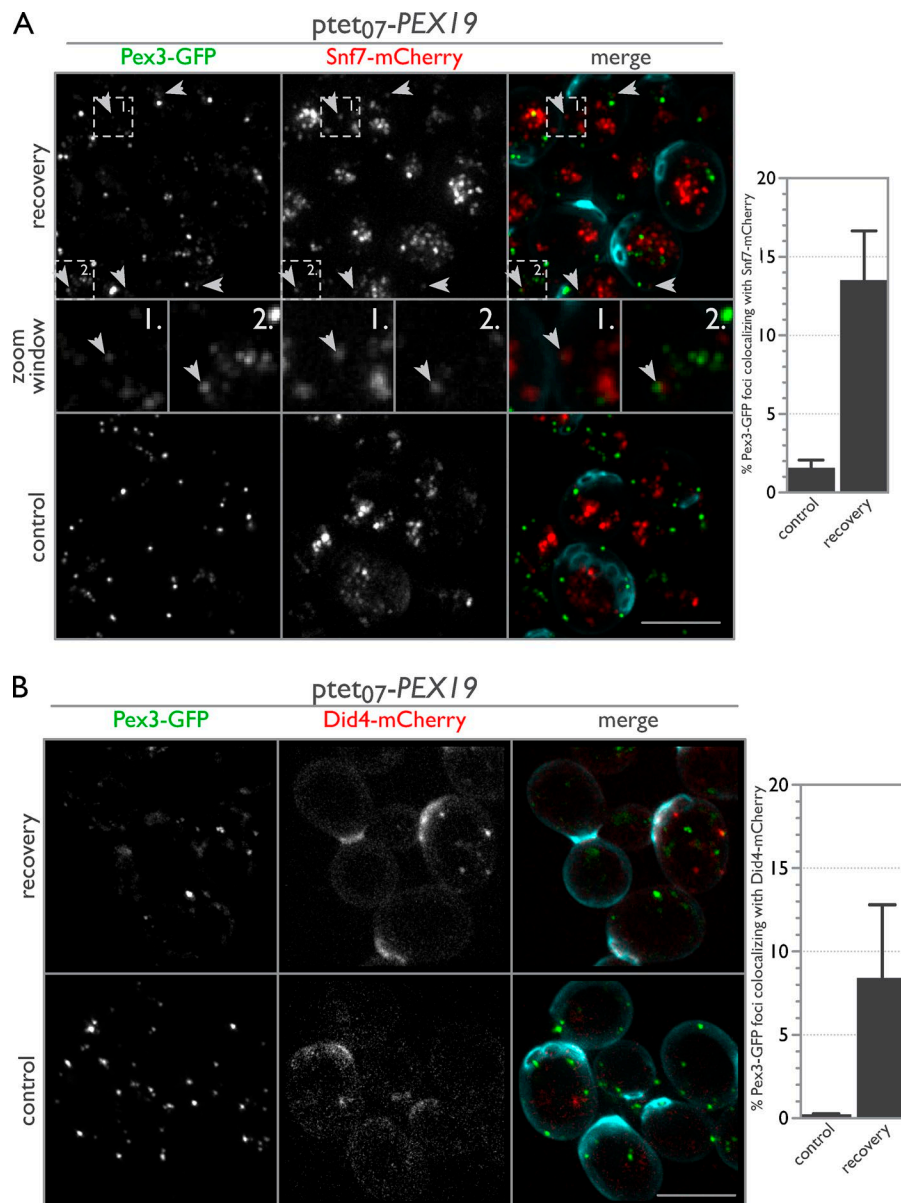 A
ptet07-PEX19
Pex3-GFP Snf7-mCherry merge
recovery
1. 1. 1.
2. 2. 2.
zoom window
1. 2. 1. 2. 1. 2.
control
% Pex3-GFP foci colocalizing with Snf7-mCherry
20
15
10
5
0
control recovery
B
ptet07-PEX19
Pex3-GFP Did4-mCherry merge
recovery
control
% Pex3-GFP foci colocalizing with Did4-mCherry
20
15
10
5
0
control recovery